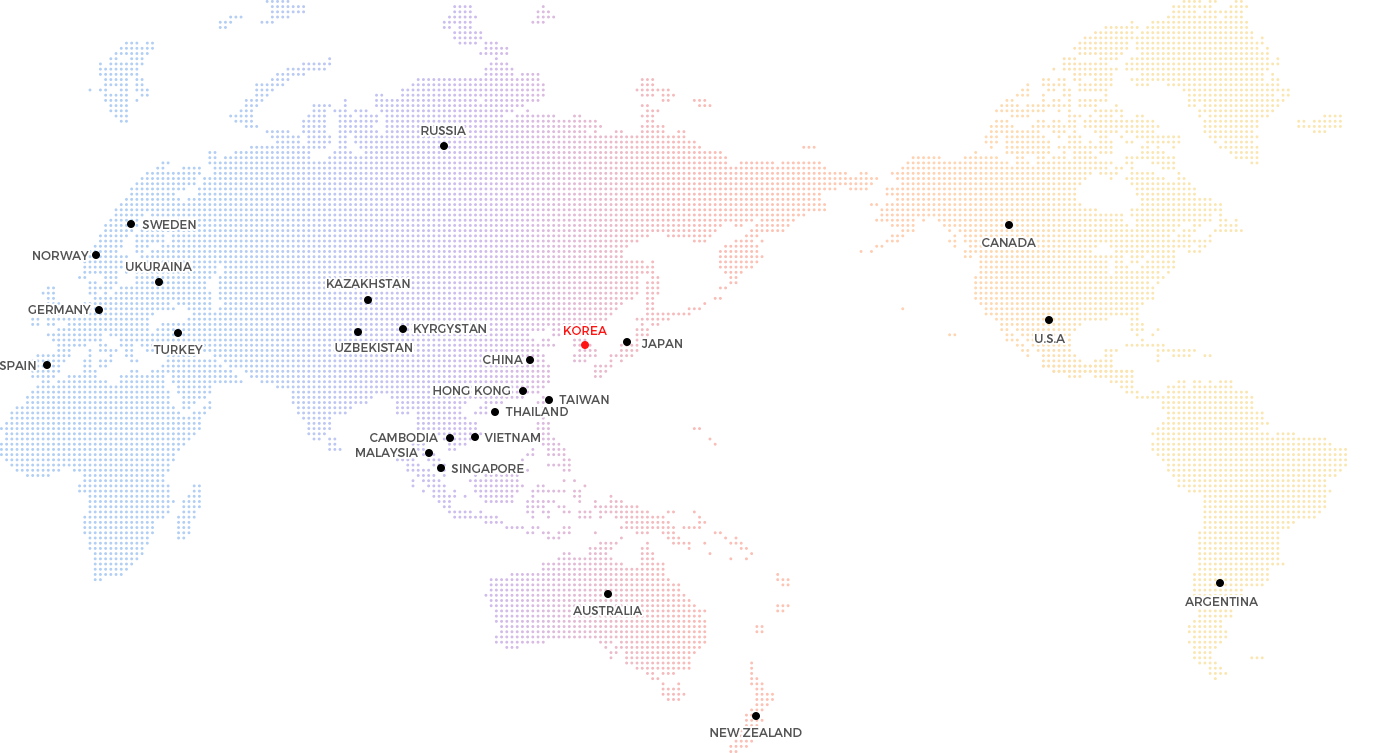 RUSSIA
SWEDEN
CANADA
NORWAY
UKURAINA
KAZAKHSTAN
GERMANY
KYRGYSTAN
KOREA
U.S.A
JAPAN
UZBEKISTAN
TURKEY
CHINA
SPAIN
HONG KONG
TAIWAN
THAILAND
CAMBODIA
VIETNAM
MALAYSIA
SINGAPORE
ARGENTINA
AUSTRALIA
NEW ZEALAND